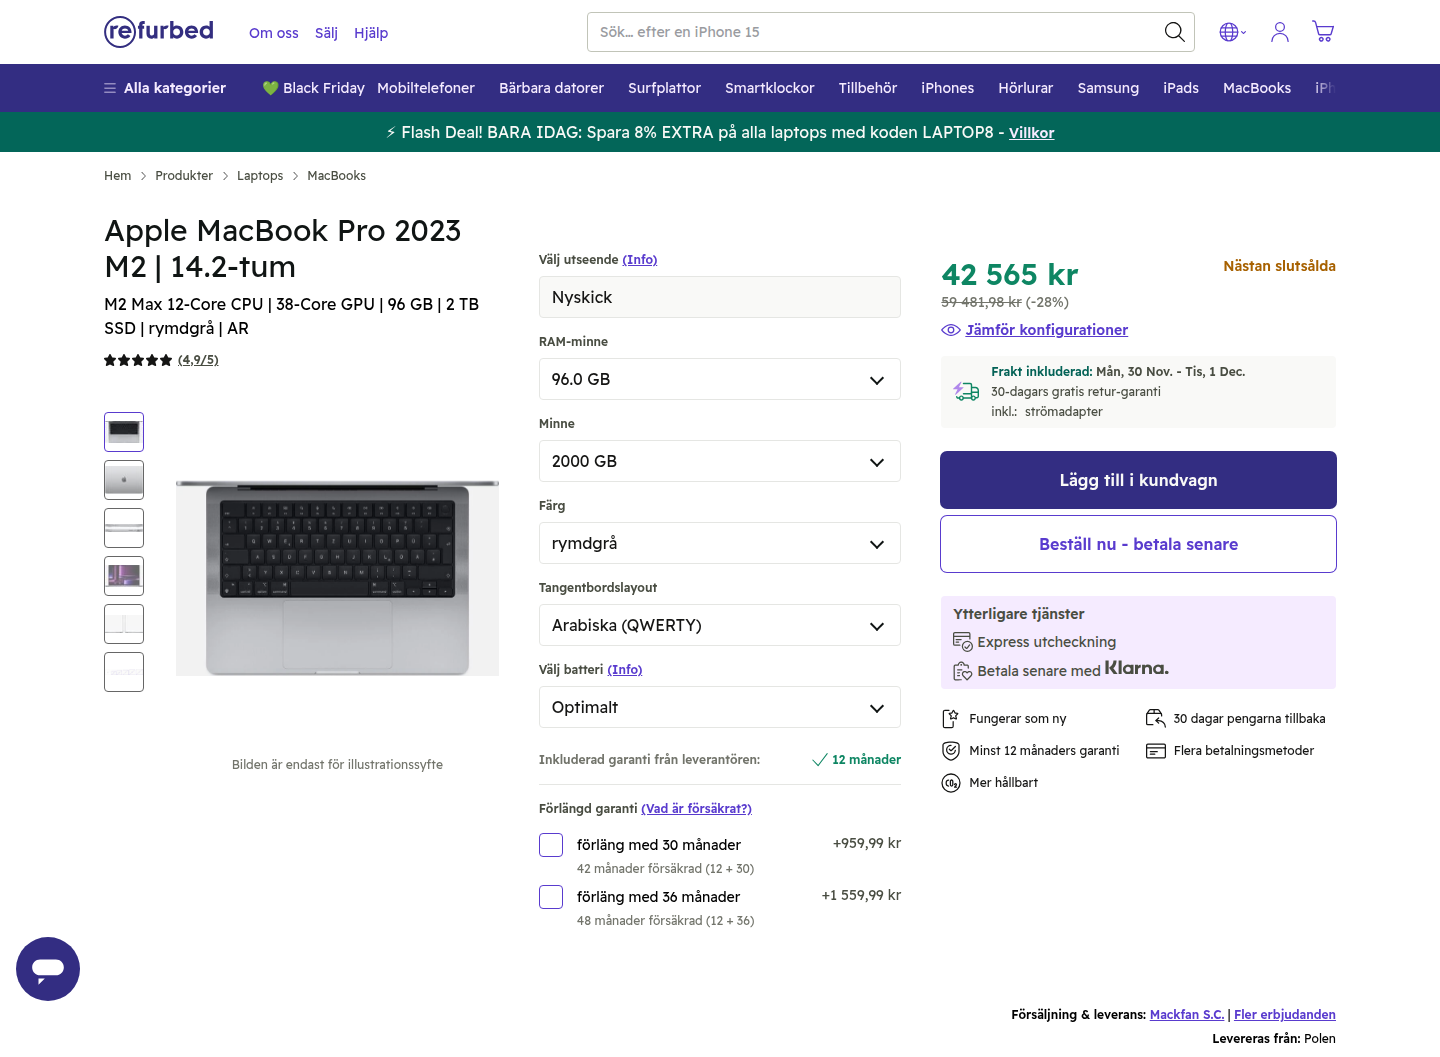 refurbed
Om oss
Sälj
Hjälp
Sök... efter en iPhone 15
Alla kategorier
💚 Black Friday
Mobiltelefoner
Bärbara datorer
Surfplattor
Smartklockor
Tillbehör
iPhones
Hörlurar
Samsung
iPads
MacBooks
iPh
⚡ Flash Deal! BARA IDAG: Spara 8% EXTRA på alla laptops med koden LAPTOP8 - Villkor
Hem > Produkter > Laptops > MacBooks
Apple MacBook Pro 2023
M2 | 14.2-tum
M2 Max 12-Core CPU | 38-Core GPU | 96 GB | 2 TB
SSD | rymdgrå | AR
(4,9/5)
Bilden är endast för illustrationssyfte
Välj utseende (Info)
Nyskick
RAM-minne
96.0 GB
Minne
2000 GB
Färg
rymdgrå
Tangentbordslayout
Arabiska (QWERTY)
Välj batteri (Info)
Optimalt
Inkluderad garanti från leverantören:
12 månader
Förlängd garanti (Vad är försäkrat?)
förläng med 30 månader
+959,99 kr
42 månader försäkrad (12 + 30)
förläng med 36 månader
+1 559,99 kr
48 månader försäkrad (12 + 36)
42 565 kr
Nästan slutsålda
59 481,98 kr (-28%)
Jämför konfigurationer
Frakt inkluderad: Mån, 30 Nov. - Tis, 1 Dec.
30-dagars gratis retur-garanti
inkl.: strömadapter
Lägg till i kundvagn
Beställ nu - betala senare
Ytterligare tjänster
Express utcheckning
Betala senare med Klarna.
Fungerar som ny
30 dagar pengarna tillbaka
Minst 12 månaders garanti
Flera betalningsmetoder
Mer hållbart
Försäljning & leverans: Mackfan S.C. | Fler erbjudanden
Levereras från: Polen